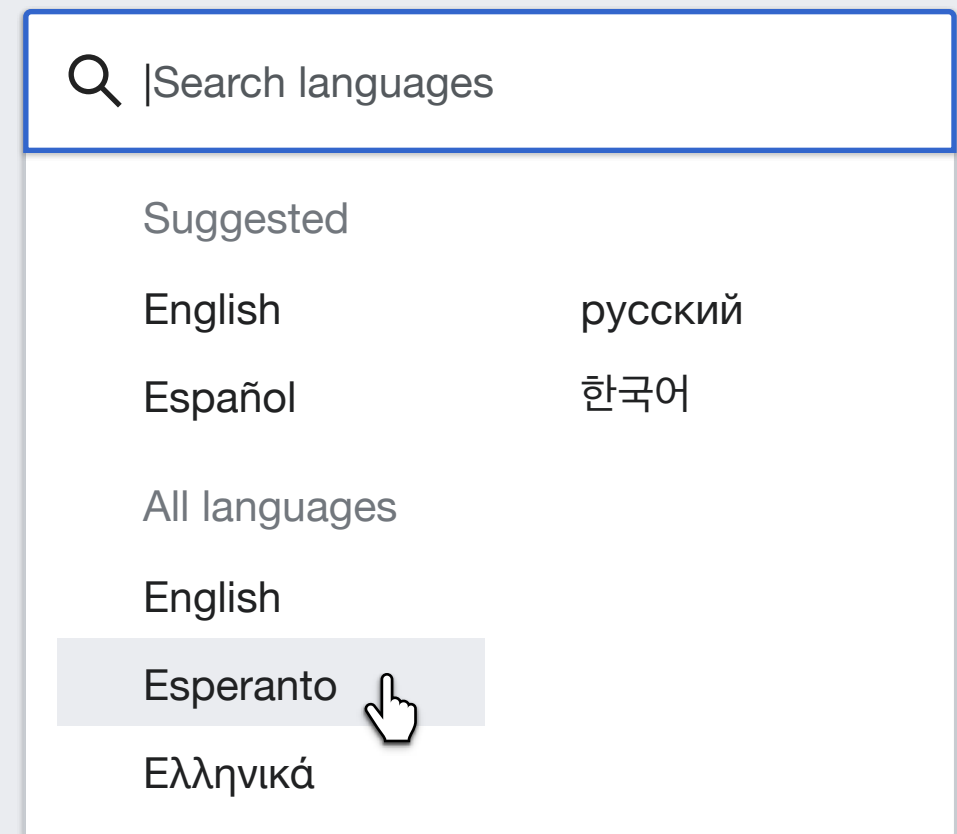 Search languages
Suggested
English
Español
русский
한국어
All languages
English
Esperanto
Ελληνικά